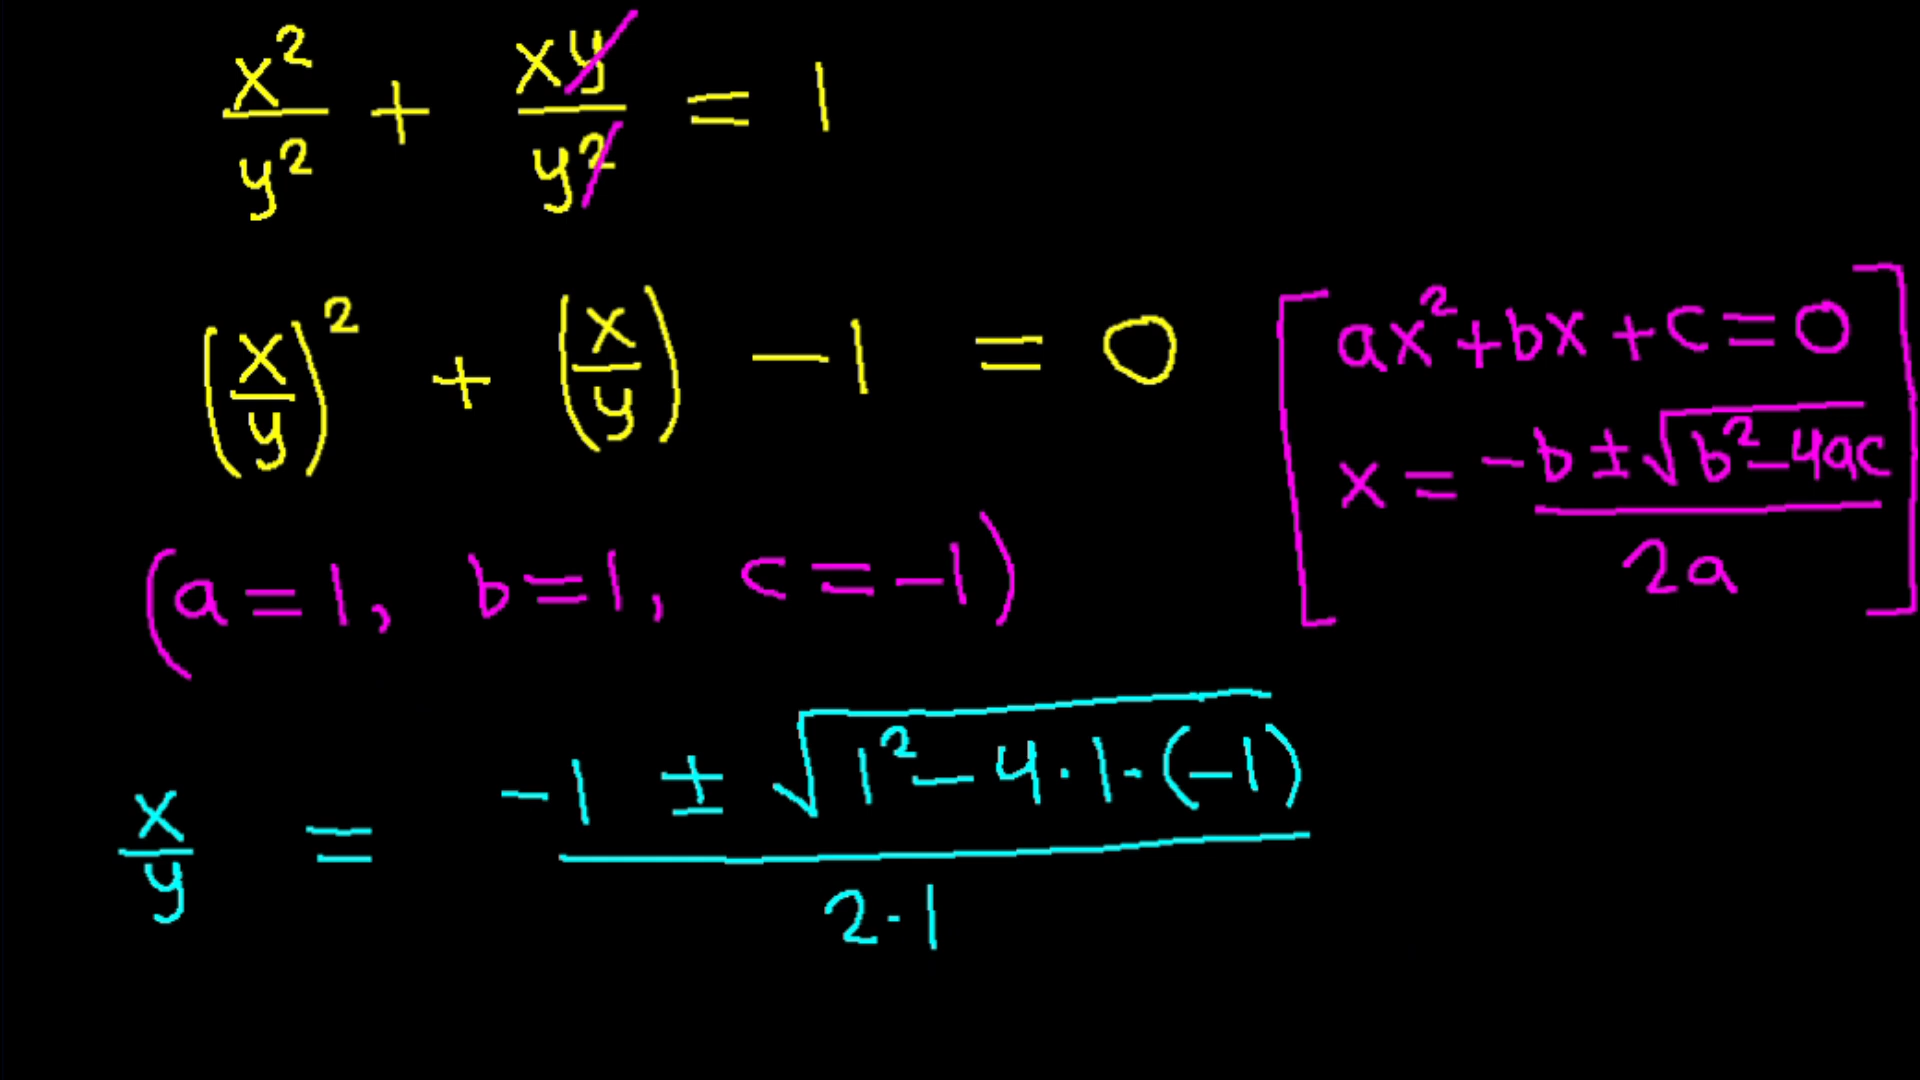 x²/y² + xy/y² = 1
(x/y)² + (x/y) − 1 = 0
[ax² + bx + c = 0
x = −b ± √(b² − 4ac) / 2a]
(a = 1, b = 1, c = −1)
x/y = −1 ± √(1² − 4·1·(−1)) / 2·1